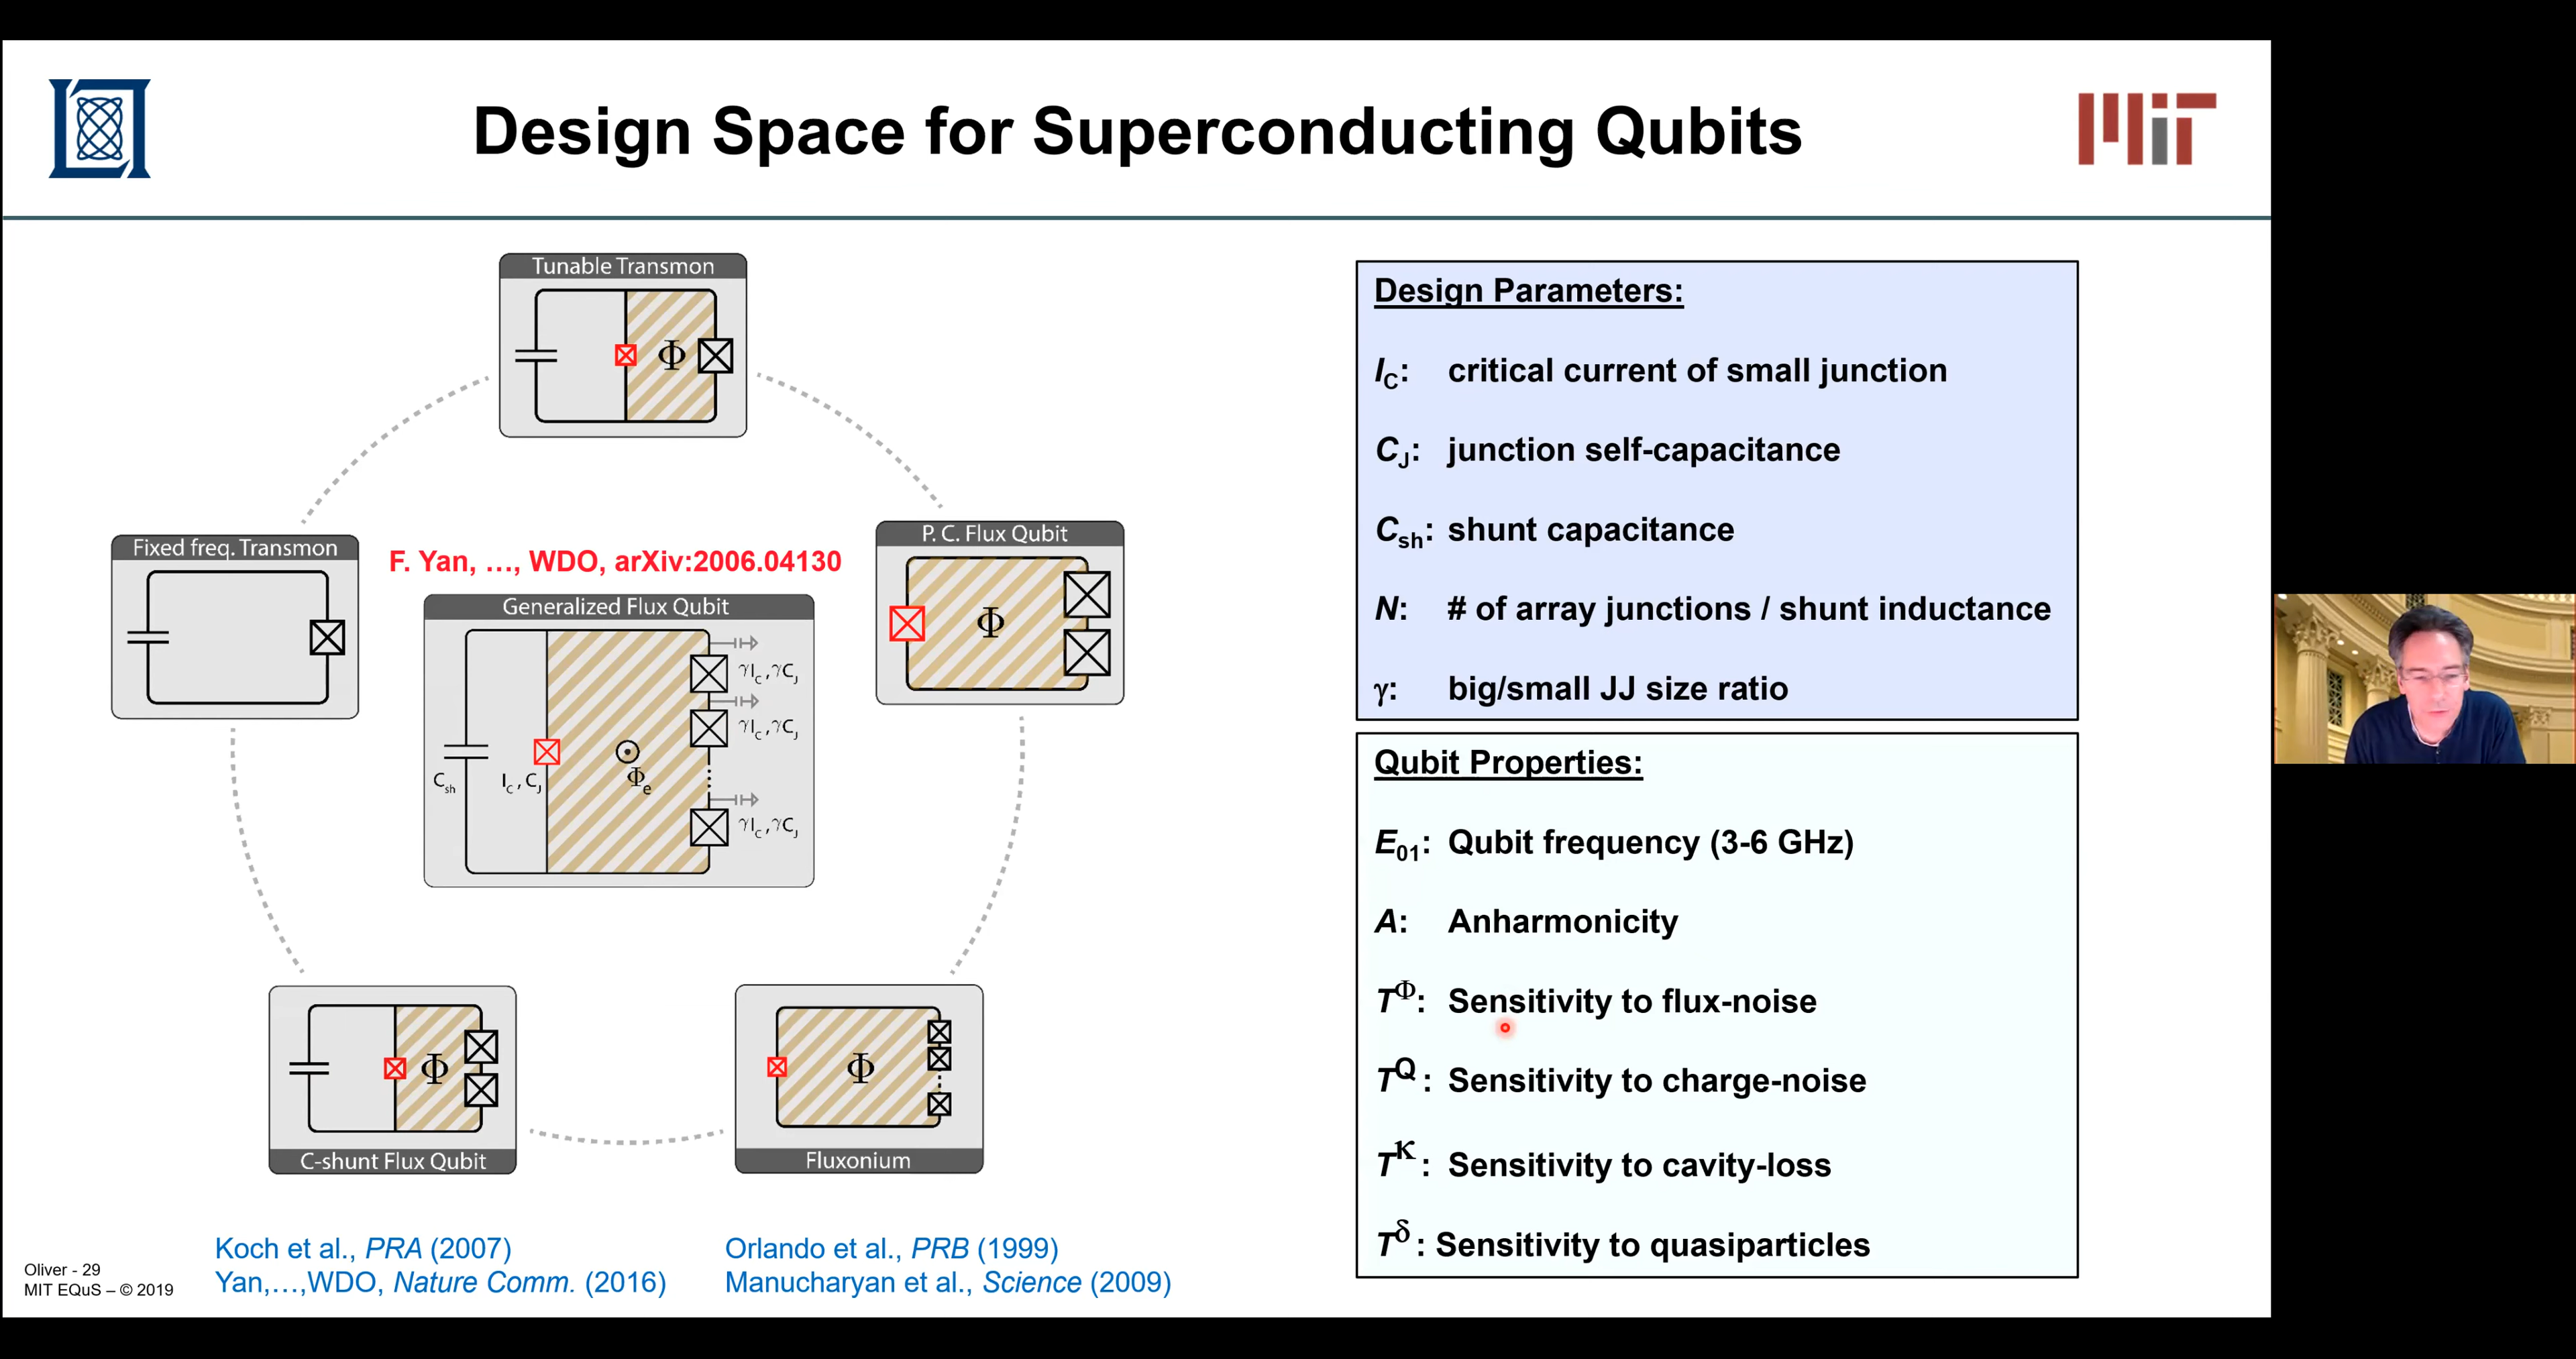 Design Space for Superconducting Qubits
MIT
Tunable Transmon
Φ
Fixed freq. Transmon
F. Yan, …, WDO, arXiv:2006.04130
P. C. Flux Qubit
Φ
Generalized Flux Qubit
γI_C, γC_J
γI_C, γC_J
C_sh
I_C, C_J
Φ_e
γI_C, γC_J
Φ
C-shunt Flux Qubit
Φ
Fluxonium
Koch et al., PRA (2007)
Yan,…,WDO, Nature Comm. (2016)
Orlando et al., PRB (1999)
Manucharyan et al., Science (2009)
Oliver - 29
MIT EQuS – © 2019
Design Parameters:
I_C: critical current of small junction
C_J: junction self-capacitance
C_sh: shunt capacitance
N: # of array junctions / shunt inductance
γ: big/small JJ size ratio
Qubit Properties:
E_01: Qubit frequency (3-6 GHz)
A: Anharmonicity
T^Φ: Sensitivity to flux-noise
T^Q: Sensitivity to charge-noise
T^κ: Sensitivity to cavity-loss
T^δ: Sensitivity to quasiparticles